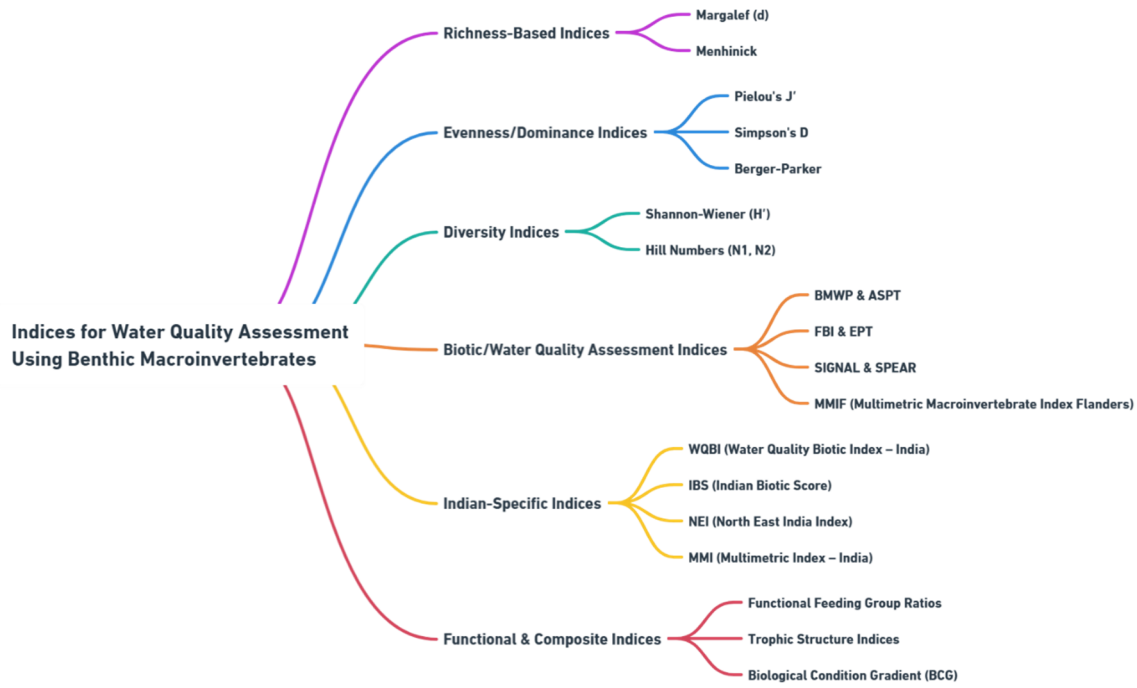 Indices for Water Quality Assessment
Using Benthic Macroinvertebrates
Richness-Based Indices
Margalef (d)
Menhinick
Evenness/Dominance Indices
Pielou's J′
Simpson's D
Berger-Parker
Diversity Indices
Shannon-Wiener (H′)
Hill Numbers (N1, N2)
Biotic/Water Quality Assessment Indices
BMWP & ASPT
FBI & EPT
SIGNAL & SPEAR
MMIF (Multimetric Macroinvertebrate Index Flanders)
Indian-Specific Indices
WQBI (Water Quality Biotic Index – India)
IBS (Indian Biotic Score)
NEI (North East India Index)
MMI (Multimetric Index – India)
Functional & Composite Indices
Functional Feeding Group Ratios
Trophic Structure Indices
Biological Condition Gradient (BCG)